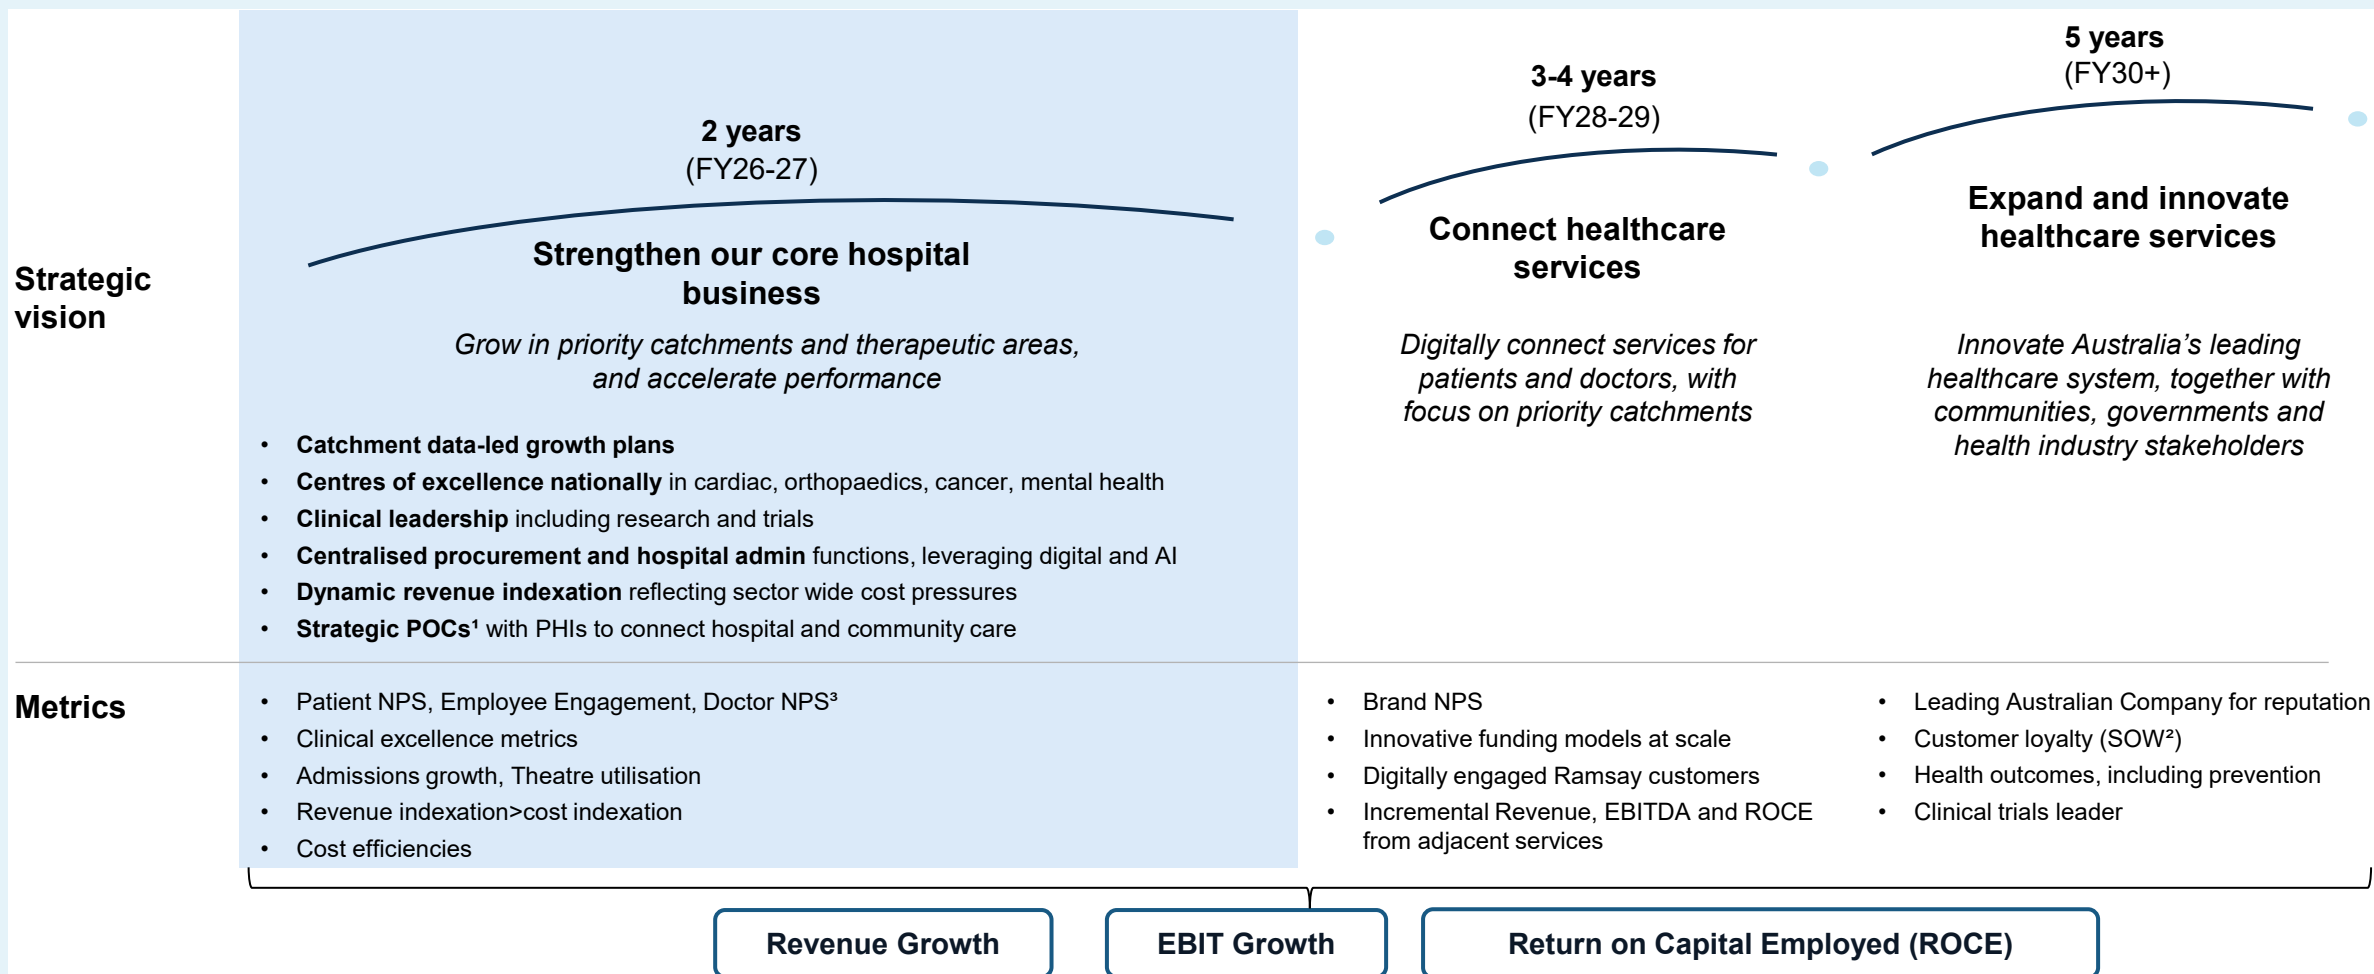 Strategic
vision
2 years
(FY26-27)
Strengthen our core hospital
business
Grow in priority catchments and therapeutic areas,
and accelerate performance
• Catchment data-led growth plans
• Centres of excellence nationally in cardiac, orthopaedics, cancer, mental health
• Clinical leadership including research and trials
• Centralised procurement and hospital admin functions, leveraging digital and AI
• Dynamic revenue indexation reflecting sector wide cost pressures
• Strategic POCs¹ with PHIs to connect hospital and community care
3-4 years
(FY28-29)
Connect healthcare
services
Digitally connect services for
patients and doctors, with
focus on priority catchments
5 years
(FY30+)
Expand and innovate
healthcare services
Innovate Australia’s leading
healthcare system, together with
communities, governments and
health industry stakeholders
Metrics
• Patient NPS, Employee Engagement, Doctor NPS³
• Clinical excellence metrics
• Admissions growth, Theatre utilisation
• Revenue indexation>cost indexation
• Cost efficiencies
• Brand NPS
• Innovative funding models at scale
• Digitally engaged Ramsay customers
• Incremental Revenue, EBITDA and ROCE
from adjacent services
• Leading Australian Company for reputation
• Customer loyalty (SOW²)
• Health outcomes, including prevention
• Clinical trials leader
Revenue Growth
EBIT Growth
Return on Capital Employed (ROCE)